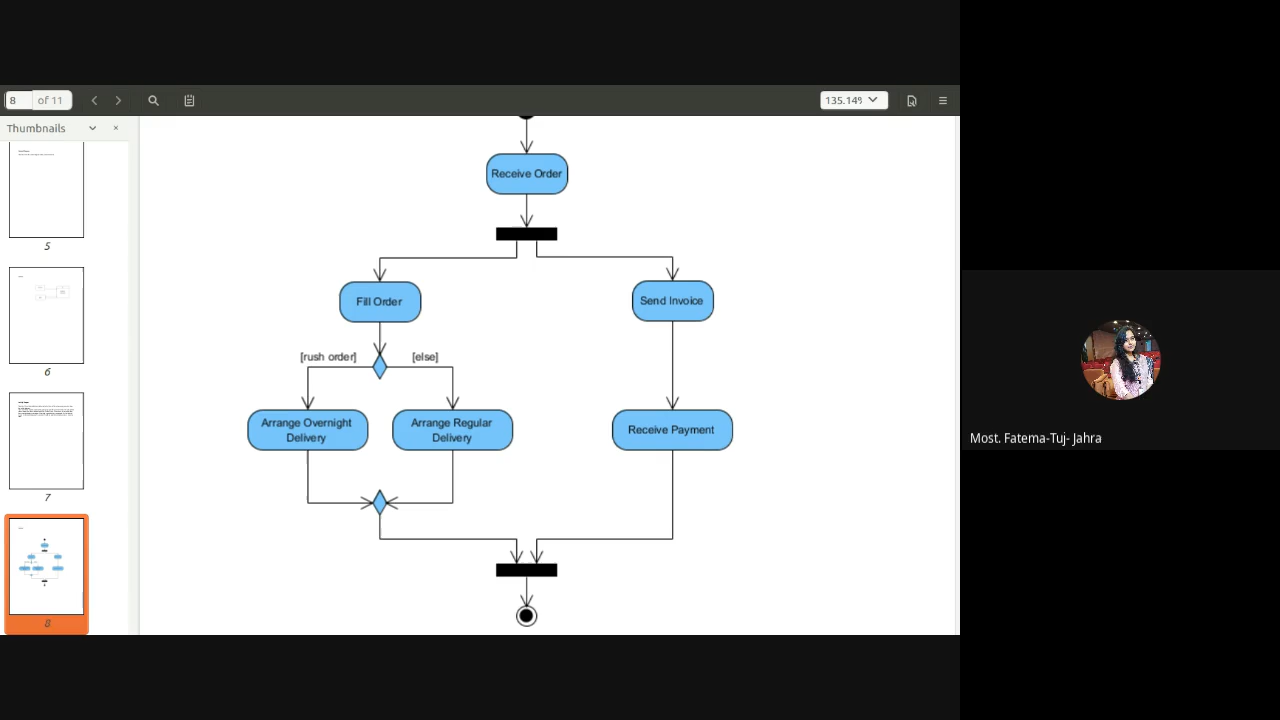 8 of 11
135.14%
Thumbnails
5
6
7
8
Receive Order
Fill Order
Send Invoice
[rush order]
[else]
Arrange Overnight
Delivery
Arrange Regular
Delivery
Receive Payment
Most. Fatema-Tuj- Jahra